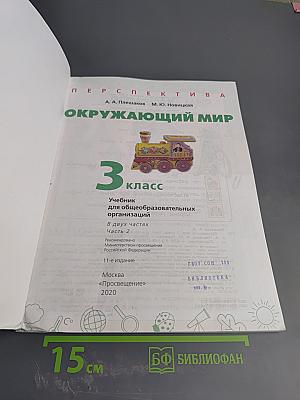 ПЕРСПЕКТИВА
А. А. Плешаков М. Ю. Новицкая
ОКРУЖАЮЩИЙ МИР
3 класс
Учебник
для общеобразовательных
организаций
В двух частях
Часть 2
Рекомендовано
Министерством просвещения
Российской Федерации
11-е издание
Москва
«Просвещение»
2020
БИБЛИОТЕКА
15 см
БФ БИБЛИОФАН